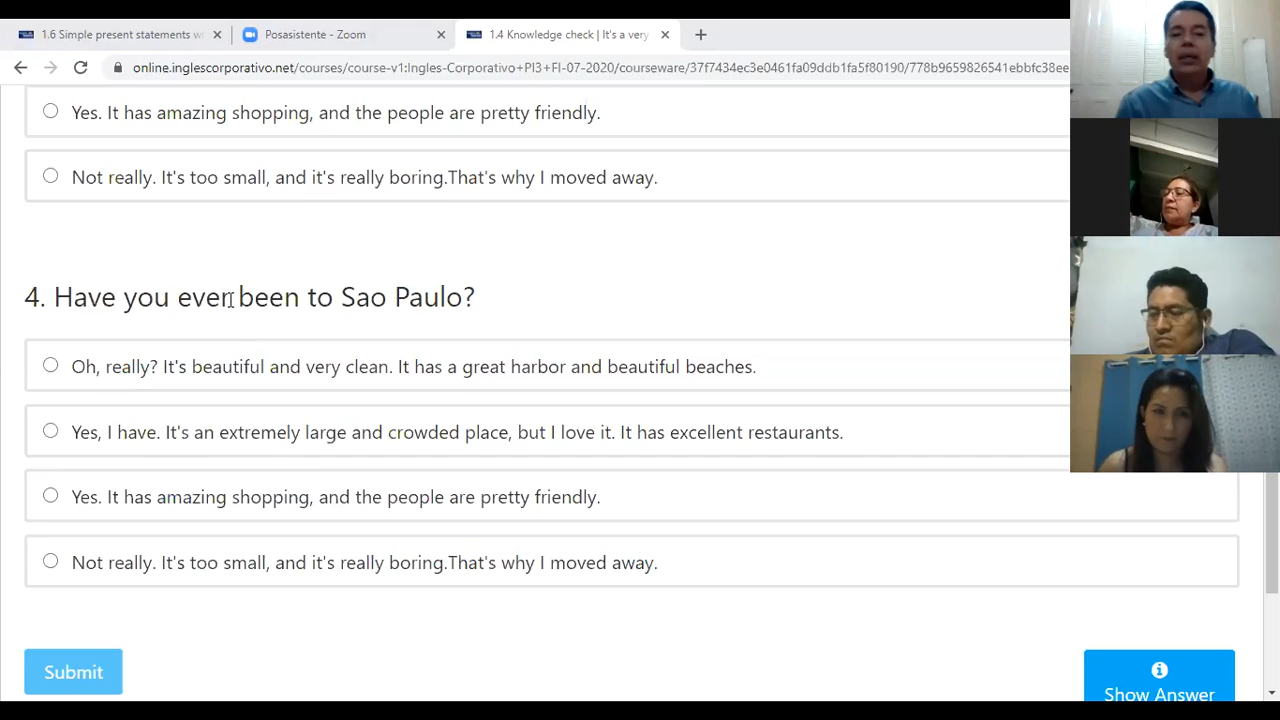 1.6 Simple present statements w
Posasistente - Zoom
1.4 Knowledge check | It's a very
online.inglescorporativo.net/courses/course-v1:Ingles-Corporativo+PI3+FI-07-2020/courseware/37f7434ec3e0461fa09ddb1fa5f80190/778b9659826541ebbfc38ee
Yes. It has amazing shopping, and the people are pretty friendly.
Not really. It's too small, and it's really boring.That's why I moved away.
4. Have you ever been to Sao Paulo?
Oh, really? It's beautiful and very clean. It has a great harbor and beautiful beaches.
Yes, I have. It's an extremely large and crowded place, but I love it. It has excellent restaurants.
Yes. It has amazing shopping, and the people are pretty friendly.
Not really. It's too small, and it's really boring.That's why I moved away.
Submit
Show Answer